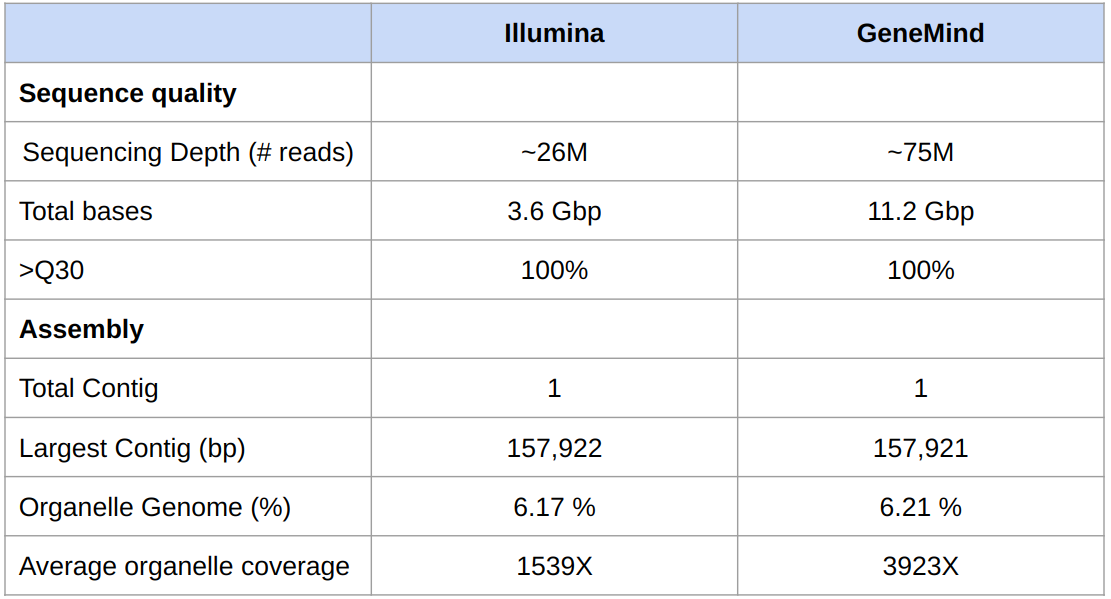 Illumina GeneMind
Sequence quality
Sequencing Depth (# reads) ~26M ~75M
Total bases 3.6 Gbp 11.2 Gbp
>Q30 100% 100%
Assembly
Total Contig 1 1
Largest Contig (bp) 157,922 157,921
Organelle Genome (%) 6.17 % 6.21 %
Average organelle coverage 1539X 3923X